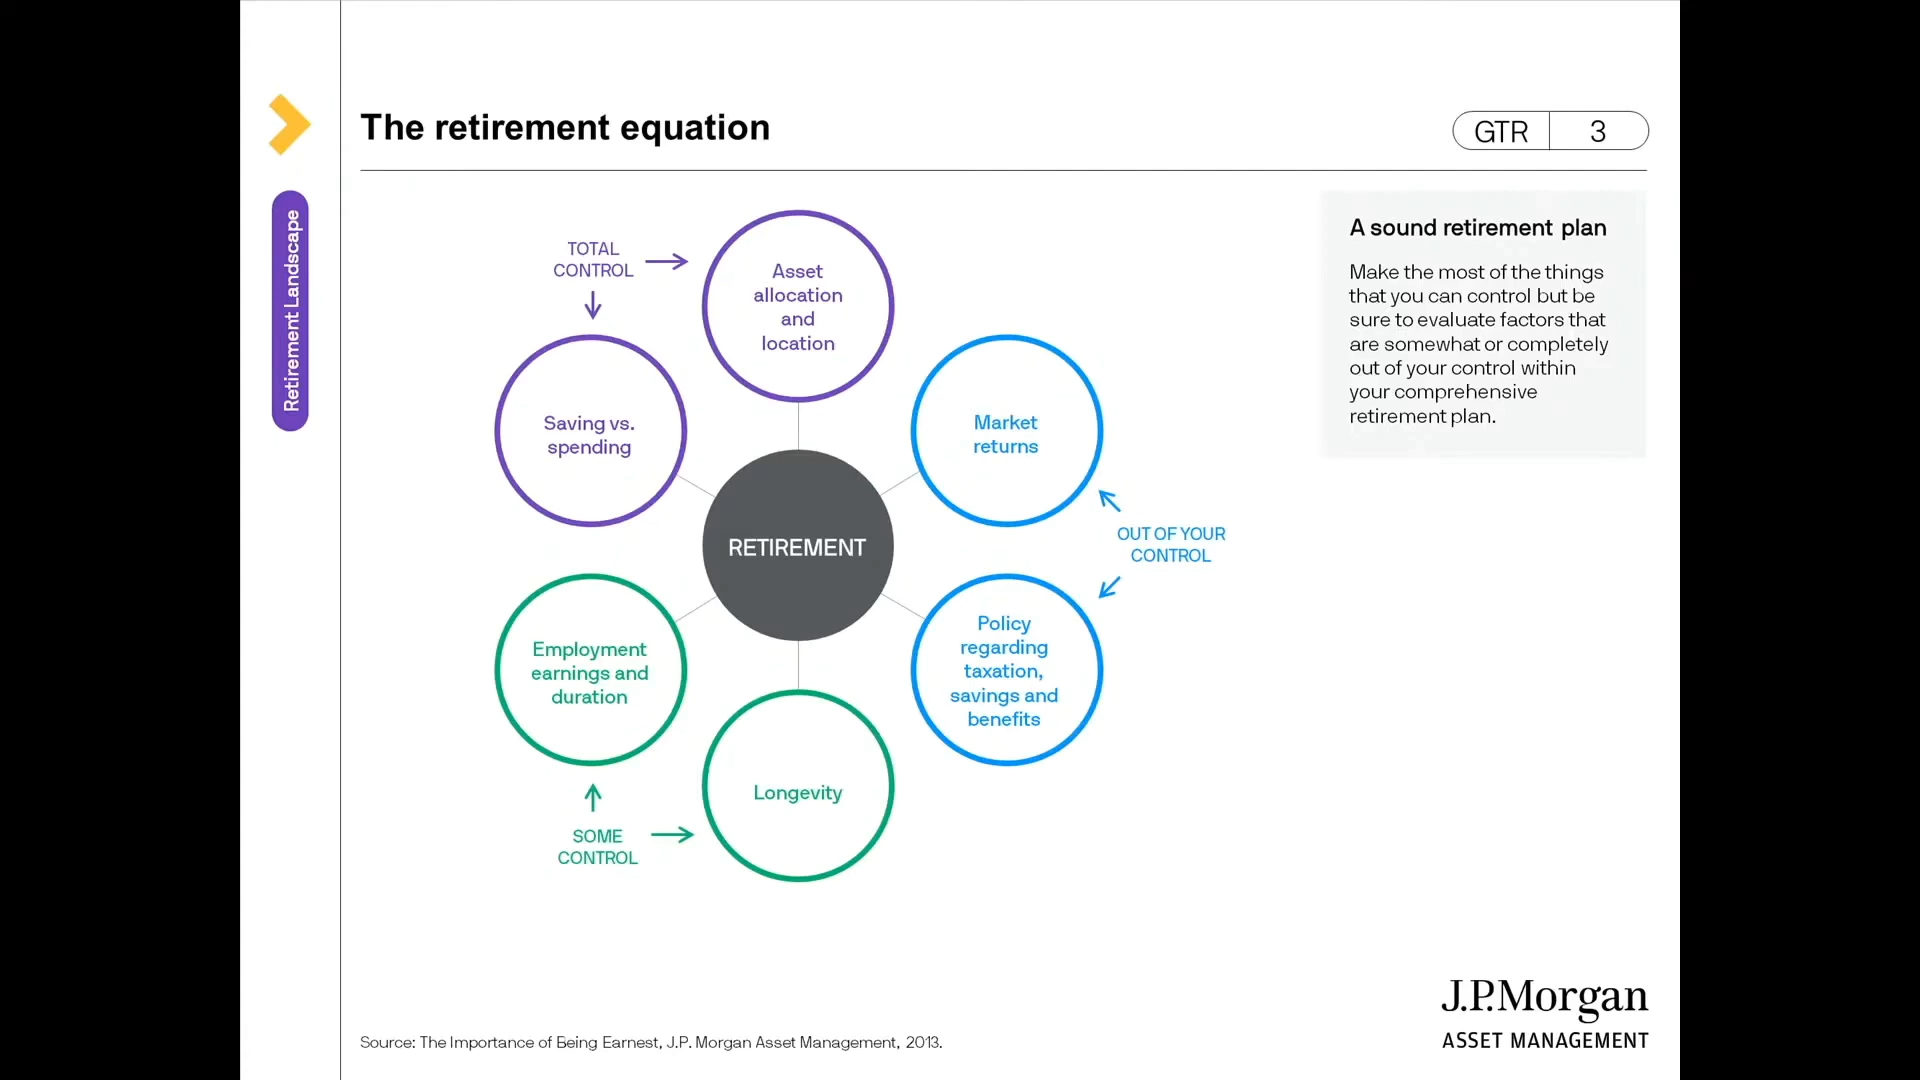 The retirement equation
GTR 3
Retirement Landscape
TOTAL
CONTROL
Asset
allocation
and
location
Saving vs.
spending
Market
returns
RETIREMENT
OUT OF YOUR
CONTROL
Employment
earnings and
duration
Policy
regarding
taxation,
savings and
benefits
Longevity
SOME
CONTROL
A sound retirement plan
Make the most of the things
that you can control but be
sure to evaluate factors that
are somewhat or completely
out of your control within
your comprehensive
retirement plan.
Source: The Importance of Being Earnest, J.P. Morgan Asset Management, 2013.
J.P.Morgan
ASSET MANAGEMENT